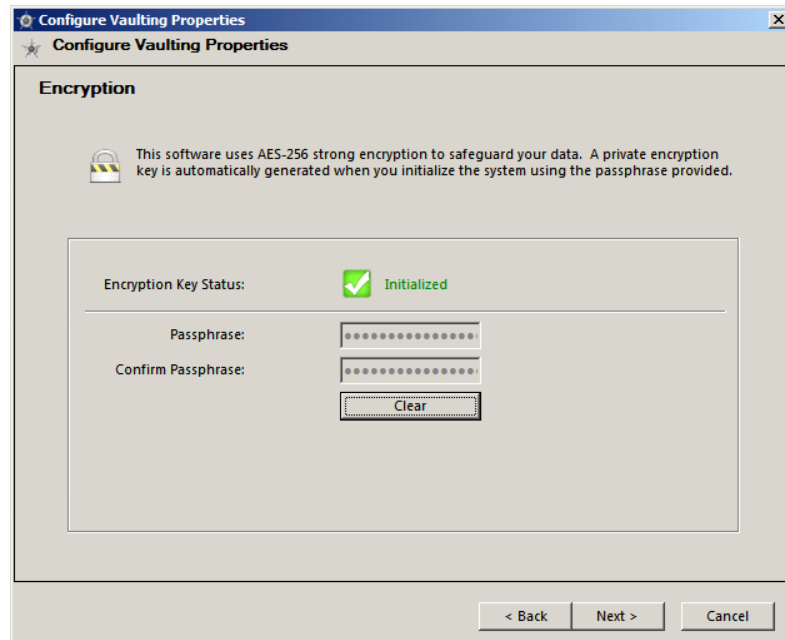 Configure Vaulting Properties
Configure Vaulting Properties
Encryption
This software uses AES-256 strong encryption to safeguard your data. A private encryption
key is automatically generated when you initialize the system using the passphrase provided.
Encryption Key Status: Initialized
Passphrase:
Confirm Passphrase:
Clear
< Back Next > Cancel